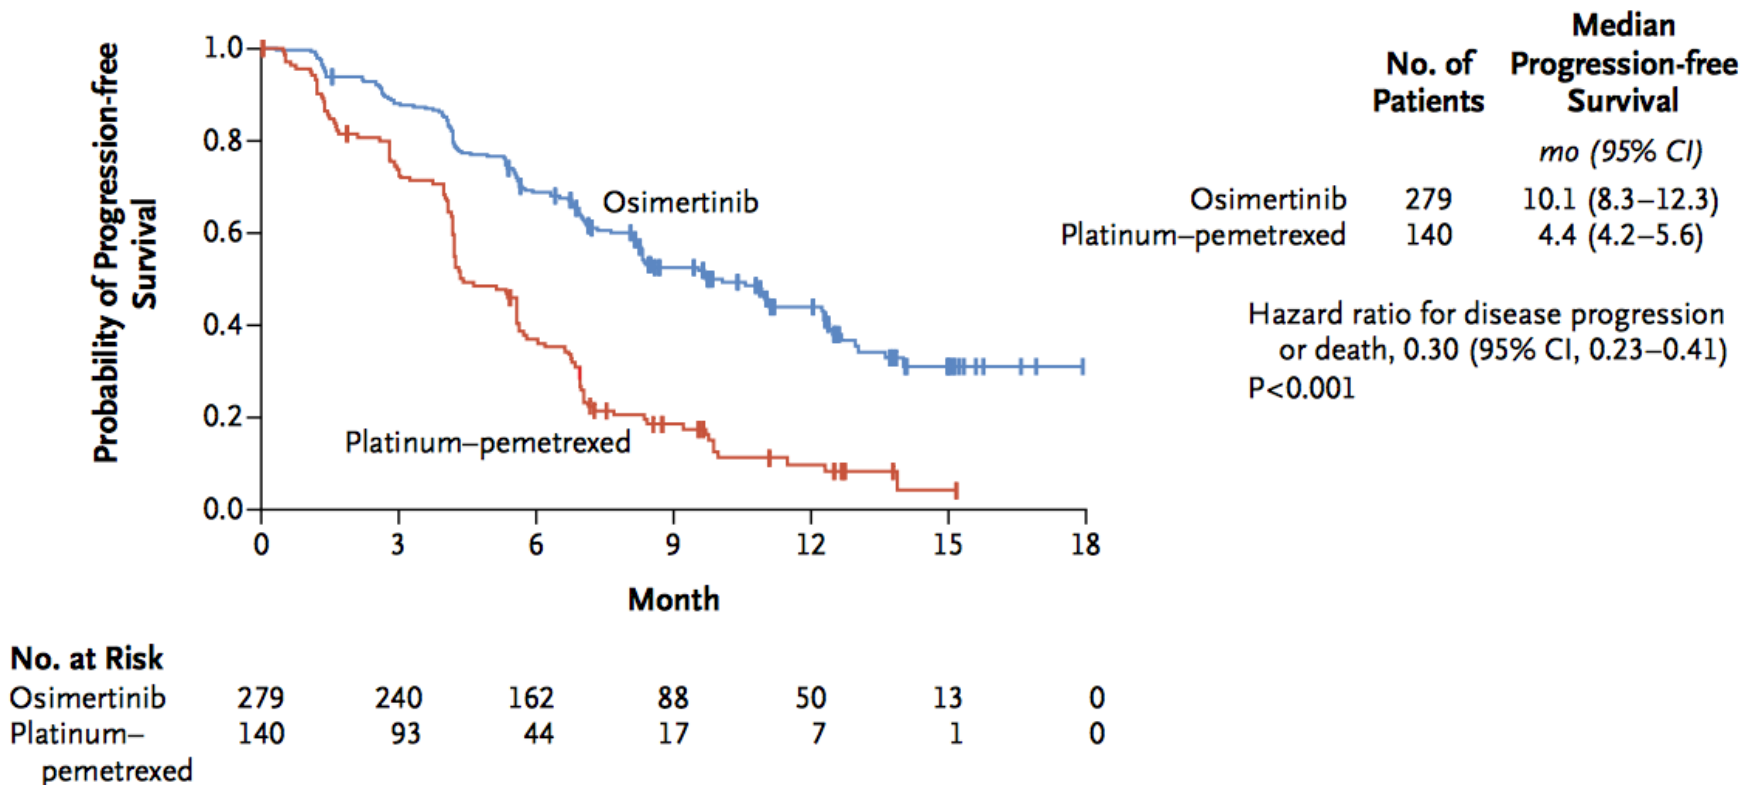 Probability of Progression-free
Survival
1.0
0.8
0.6
0.4
0.2
0.0
Osimertinib
Platinum–pemetrexed
0 3 6 9 12 15 18
Month
Median
No. of Progression-free
Patients Survival
mo (95% CI)
Osimertinib 279 10.1 (8.3–12.3)
Platinum–pemetrexed 140 4.4 (4.2–5.6)
Hazard ratio for disease progression
or death, 0.30 (95% CI, 0.23–0.41)
P<0.001
No. at Risk
Osimertinib 279 240 162 88 50 13 0
Platinum– 140 93 44 17 7 1 0
pemetrexed